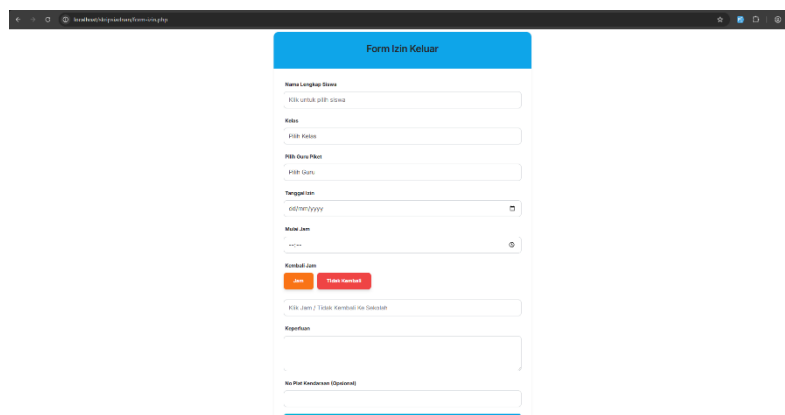 localhost/skripsiadnan/form-izin.php
Form Izin Keluar
Nama Lengkap Siswa
Klik untuk pilih siswa
Kelas
Pilih Kelas
Pilih Guru Piket
Pilih Guru
Tanggal Izin
dd/mm/yyyy
Mulai Jam
--:--
Kembali Jam
Jam Tidak Kembali
Klik Jam / Tidak Kembali Ke Sekolah
Keperluan
No Plat Kendaraan (Opsional)